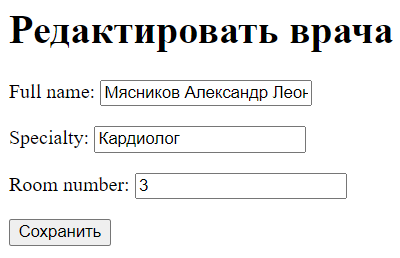 Редактировать врача
Full name: Мясников Александр Леон
Specialty: Кардиолог
Room number: 3
Сохранить